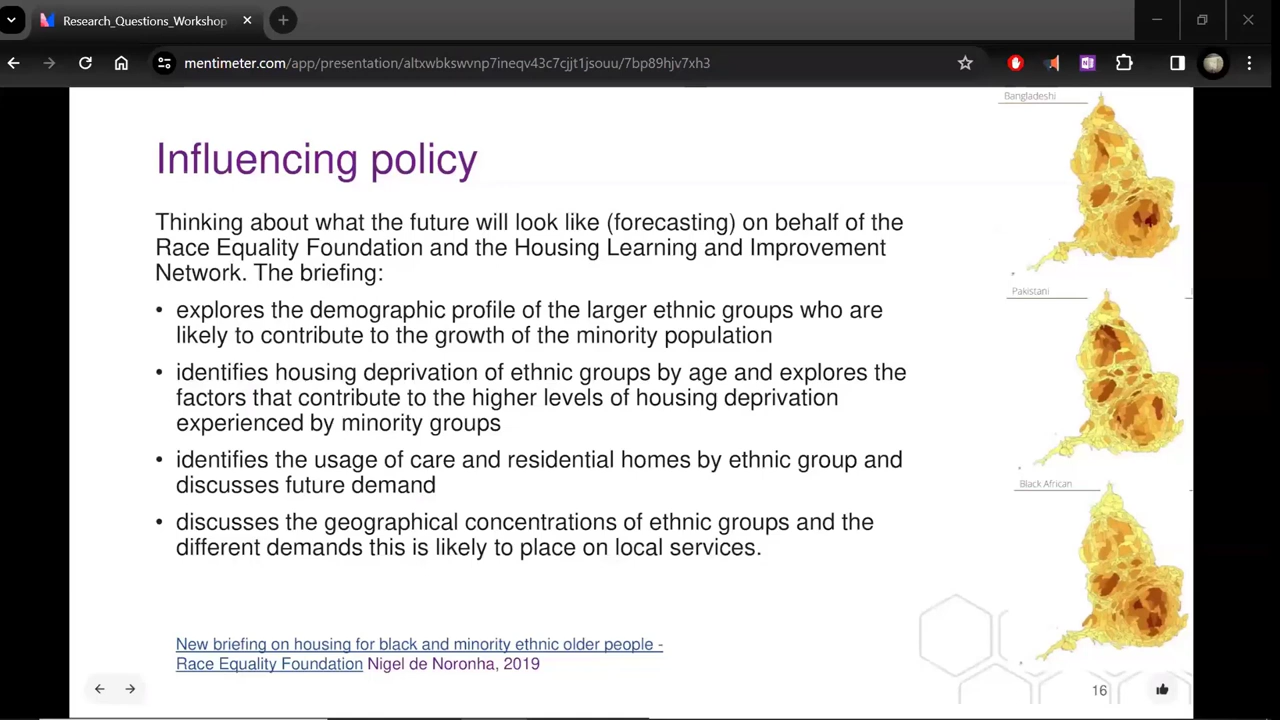 Research_Questions_Workshop
mentimeter.com/app/presentation/altxwbkswvnp7ineqv43c7cjjt1jsouu/7bp89hjv7xh3
Bangladeshi
Influencing policy
Thinking about what the future will look like (forecasting) on behalf of the
Race Equality Foundation and the Housing Learning and Improvement
Network. The briefing:
• explores the demographic profile of the larger ethnic groups who are
likely to contribute to the growth of the minority population
• identifies housing deprivation of ethnic groups by age and explores the
factors that contribute to the higher levels of housing deprivation
experienced by minority groups
• identifies the usage of care and residential homes by ethnic group and
discusses future demand
• discusses the geographical concentrations of ethnic groups and the
different demands this is likely to place on local services.
Pakistani
Black African
New briefing on housing for black and minority ethnic older people -
Race Equality Foundation Nigel de Noronha, 2019
16